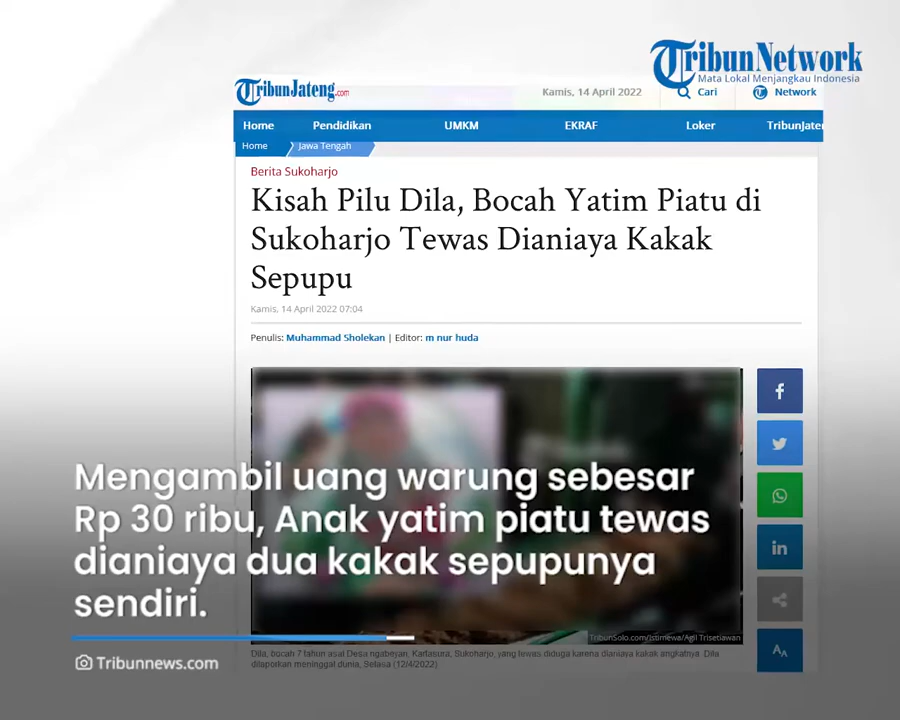 Tribun Network
Mata Lokal Menjangkau Indonesia
TribunJateng.com
Kamis, 14 April 2022
Cari
Network
Home Pendidikan UMKM EKRAF Loker TribunJaten
Home Jawa Tengah
Berita Sukoharjo
Kisah Pilu Dila, Bocah Yatim Piatu di
Sukoharjo Tewas Dianiaya Kakak
Sepupu
Kamis, 14 April 2022 07:04
Penulis: Muhammad Sholekan | Editor: m nur huda
Mengambil uang warung sebesar
Rp 30 ribu, Anak yatim piatu tewas
dianiaya dua kakak sepupunya
sendiri.
TribunSolo.com/istimewa/Agil Trisetiawan
Dila, bocah 7 tahun asal Desa ngabeyan, Kartasura, Sukoharjo, yang tewas diduga karena dianiaya kakak angkatnya. Dila
dilaporkan meninggal dunia, Selasa (12/4/2022)
Tribunnews.com
AA